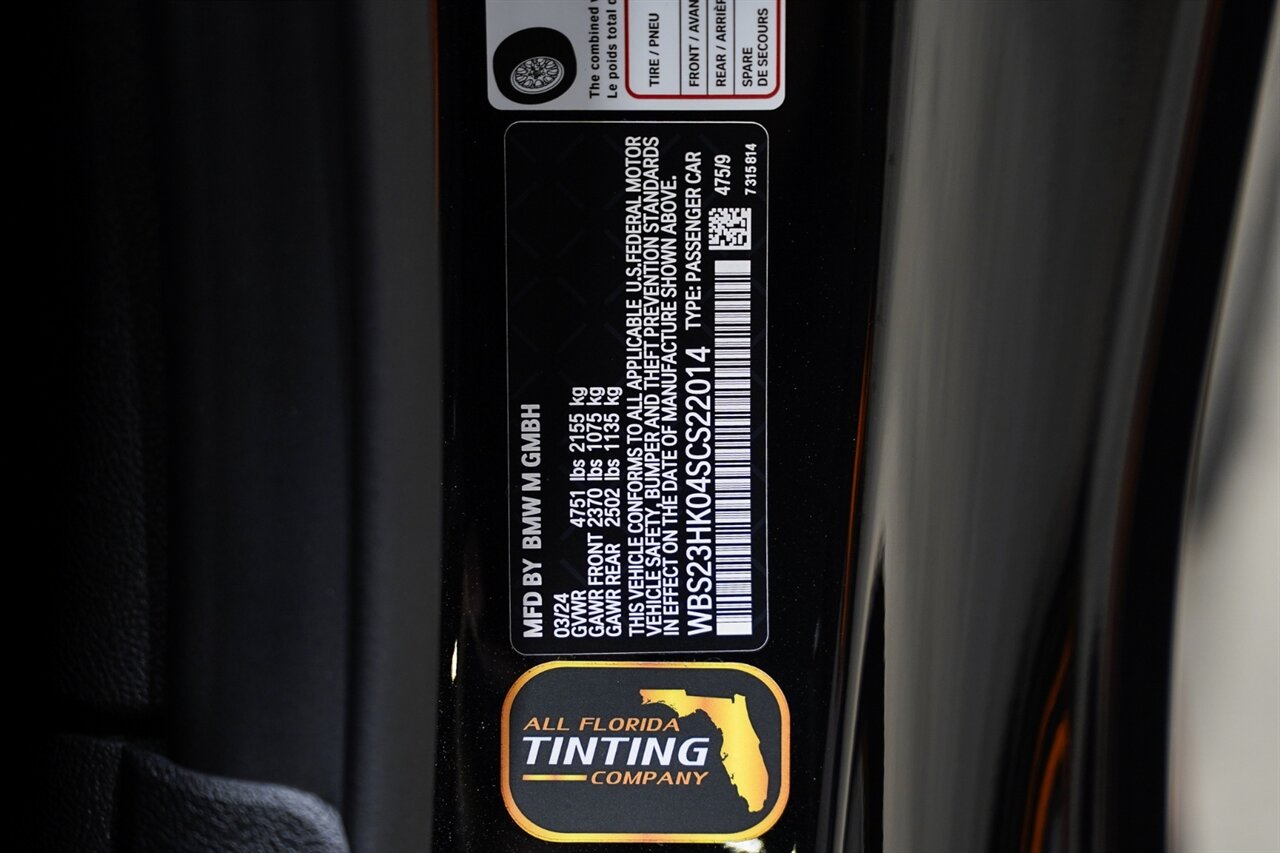 The combined
Le poids total
TIRE / PNEU
FRONT /
REAR /
SPARE
DE SECOURS
MFD BY BMW M GMBH
03/24
GVWR 4751 lbs 2155 kg
GAWR FRONT 2370 lbs 1075 kg
GAWR REAR 2502 lbs 1135 kg
THIS VEHICLE CONFORMS TO ALL APPLICABLE U.S.FEDERAL MOTOR
VEHICLE SAFETY, BUMPER AND THEFT PREVENTION STANDARDS
IN EFFECT ON THE DATE OF MANUFACTURE SHOWN ABOVE.
WBS23HK04SCS22014 TYPE: PASSENGER CAR
475/9
7315814
ALL FLORIDA
TINTING
COMPANY